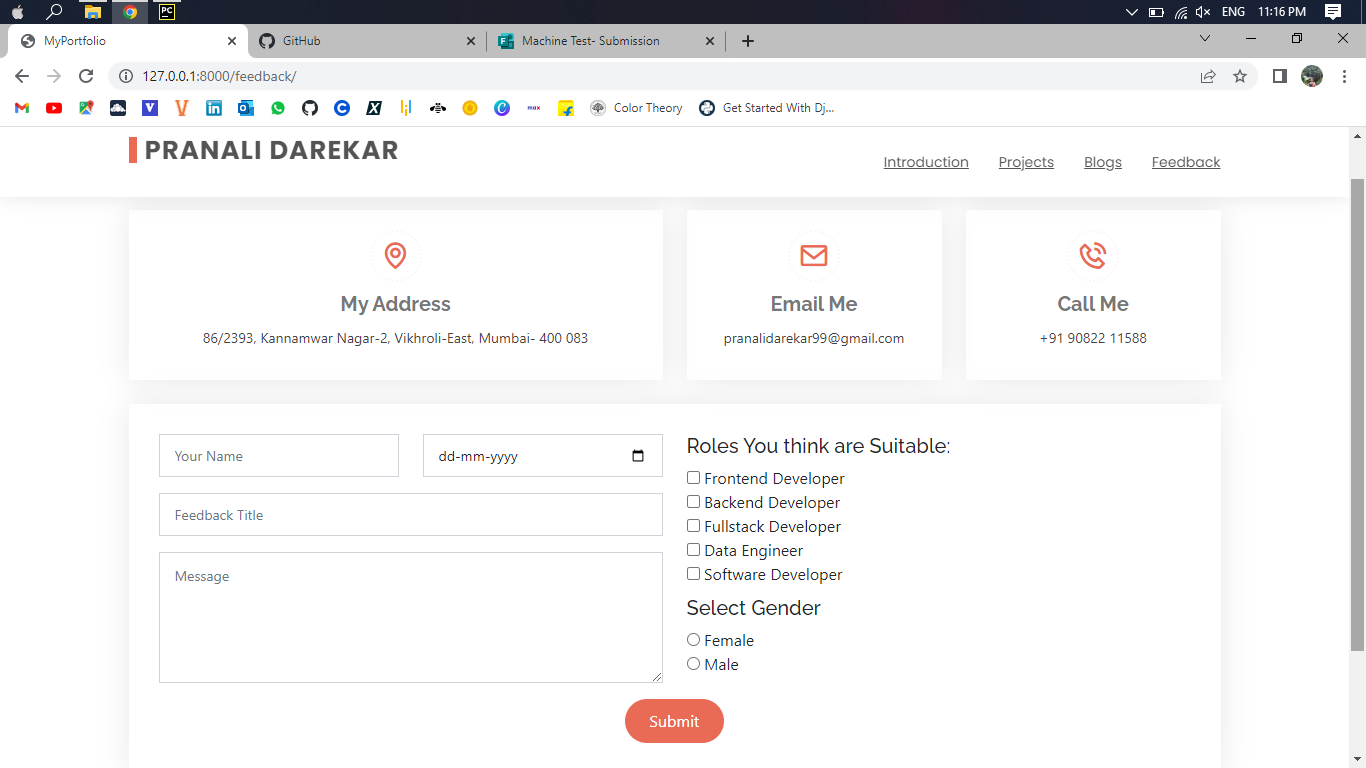 PC
ENG 11:16 PM
MyPortfolio
GitHub
Machine Test- Submission
127.0.0.1:8000/feedback/
Color Theory
Get Started With Dj...
PRANALI DAREKAR
Introduction
Projects
Blogs
Feedback
My Address
86/2393, Kannamwar Nagar-2, Vikhroli-East, Mumbai- 400 083
Email Me
pranalidarekar99@gmail.com
Call Me
+91 90822 11588
Your Name
dd-mm-yyyy
Feedback Title
Message
Roles You think are Suitable:
Frontend Developer
Backend Developer
Fullstack Developer
Data Engineer
Software Developer
Select Gender
Female
Male
Submit